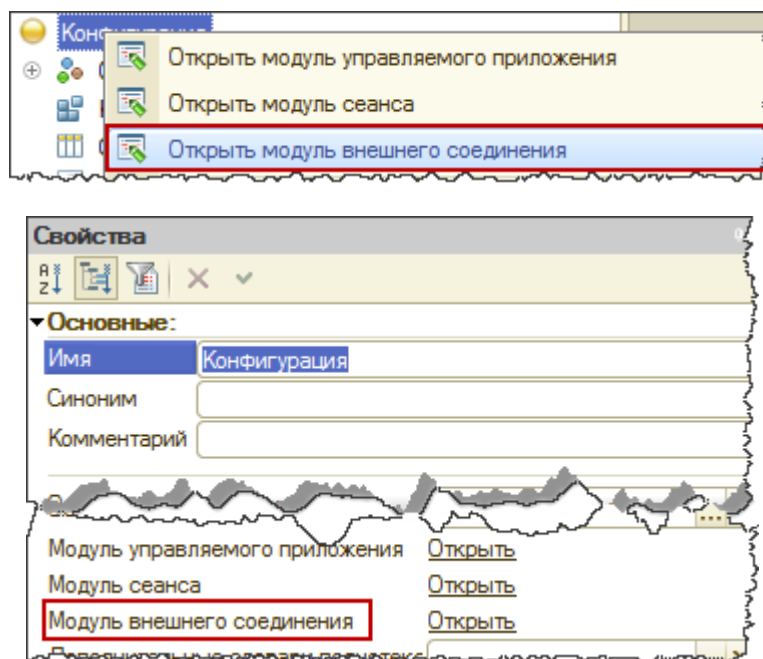 Открыть модуль управляемого приложения
Открыть модуль сеанса
Открыть модуль внешнего соединения
Свойства
Основные:
Имя Конфигурация
Синоним
Комментарий
Модуль управляемого приложения Открыть
Модуль сеанса Открыть
Модуль внешнего соединения Открыть